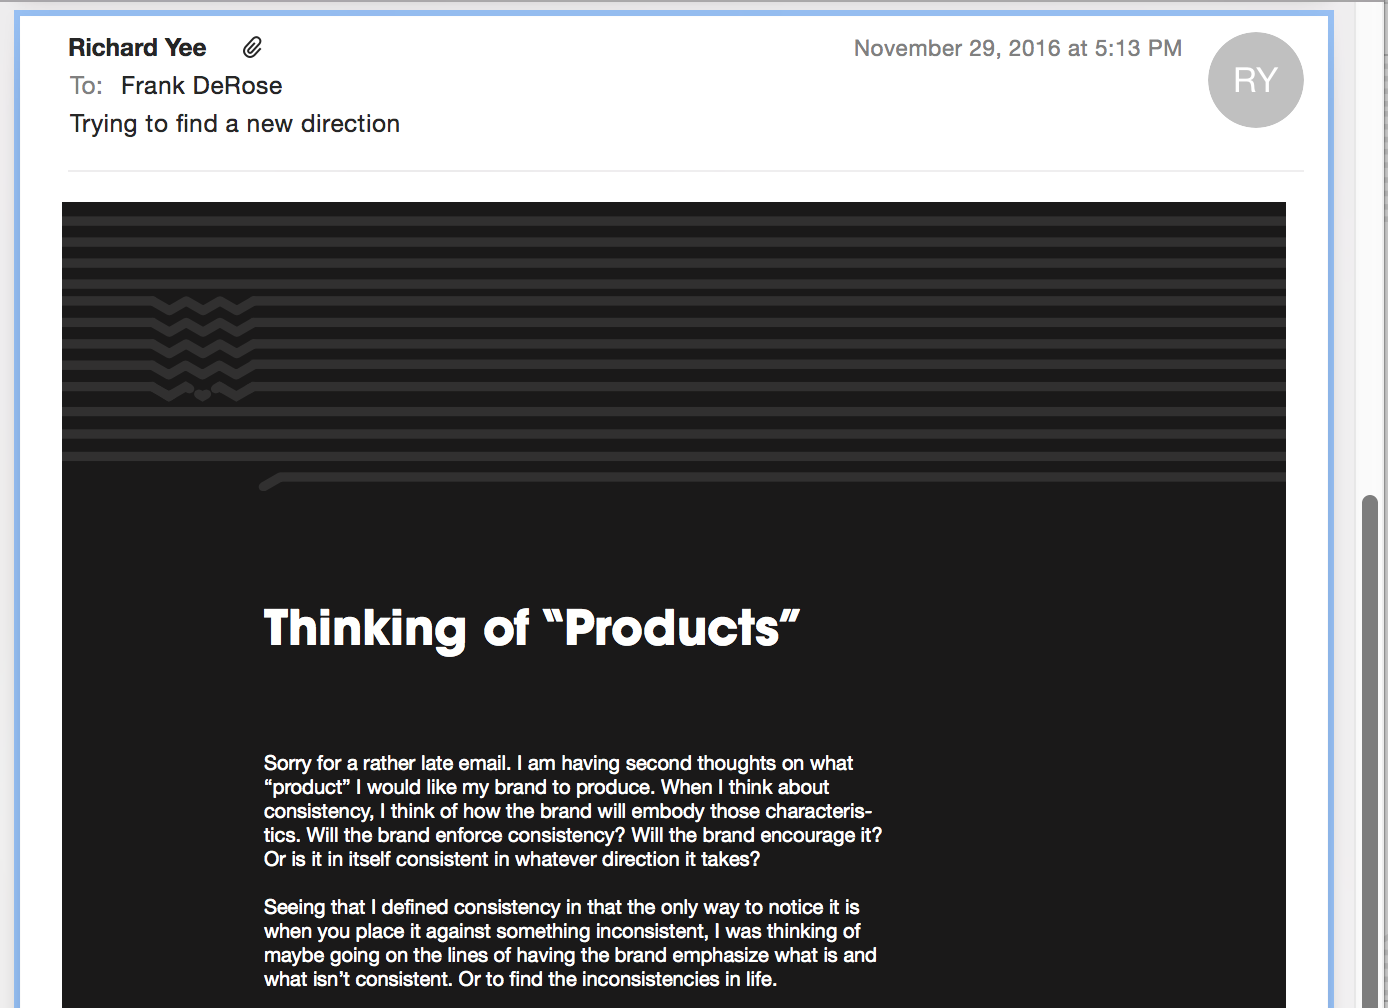 Richard Yee
November 29, 2016 at 5:13 PM
RY
To: Frank DeRose
Trying to find a new direction
Thinking of “Products”
Sorry for a rather late email. I am having second thoughts on what
“product” I would like my brand to produce. When I think about
consistency, I think of how the brand will embody those characteris-
tics. Will the brand enforce consistency? Will the brand encourage it?
Or is it in itself consistent in whatever direction it takes?
Seeing that I defined consistency in that the only way to notice it is
when you place it against something inconsistent, I was thinking of
maybe going on the lines of having the brand emphasize what is and
what isn’t consistent. Or to find the inconsistencies in life.